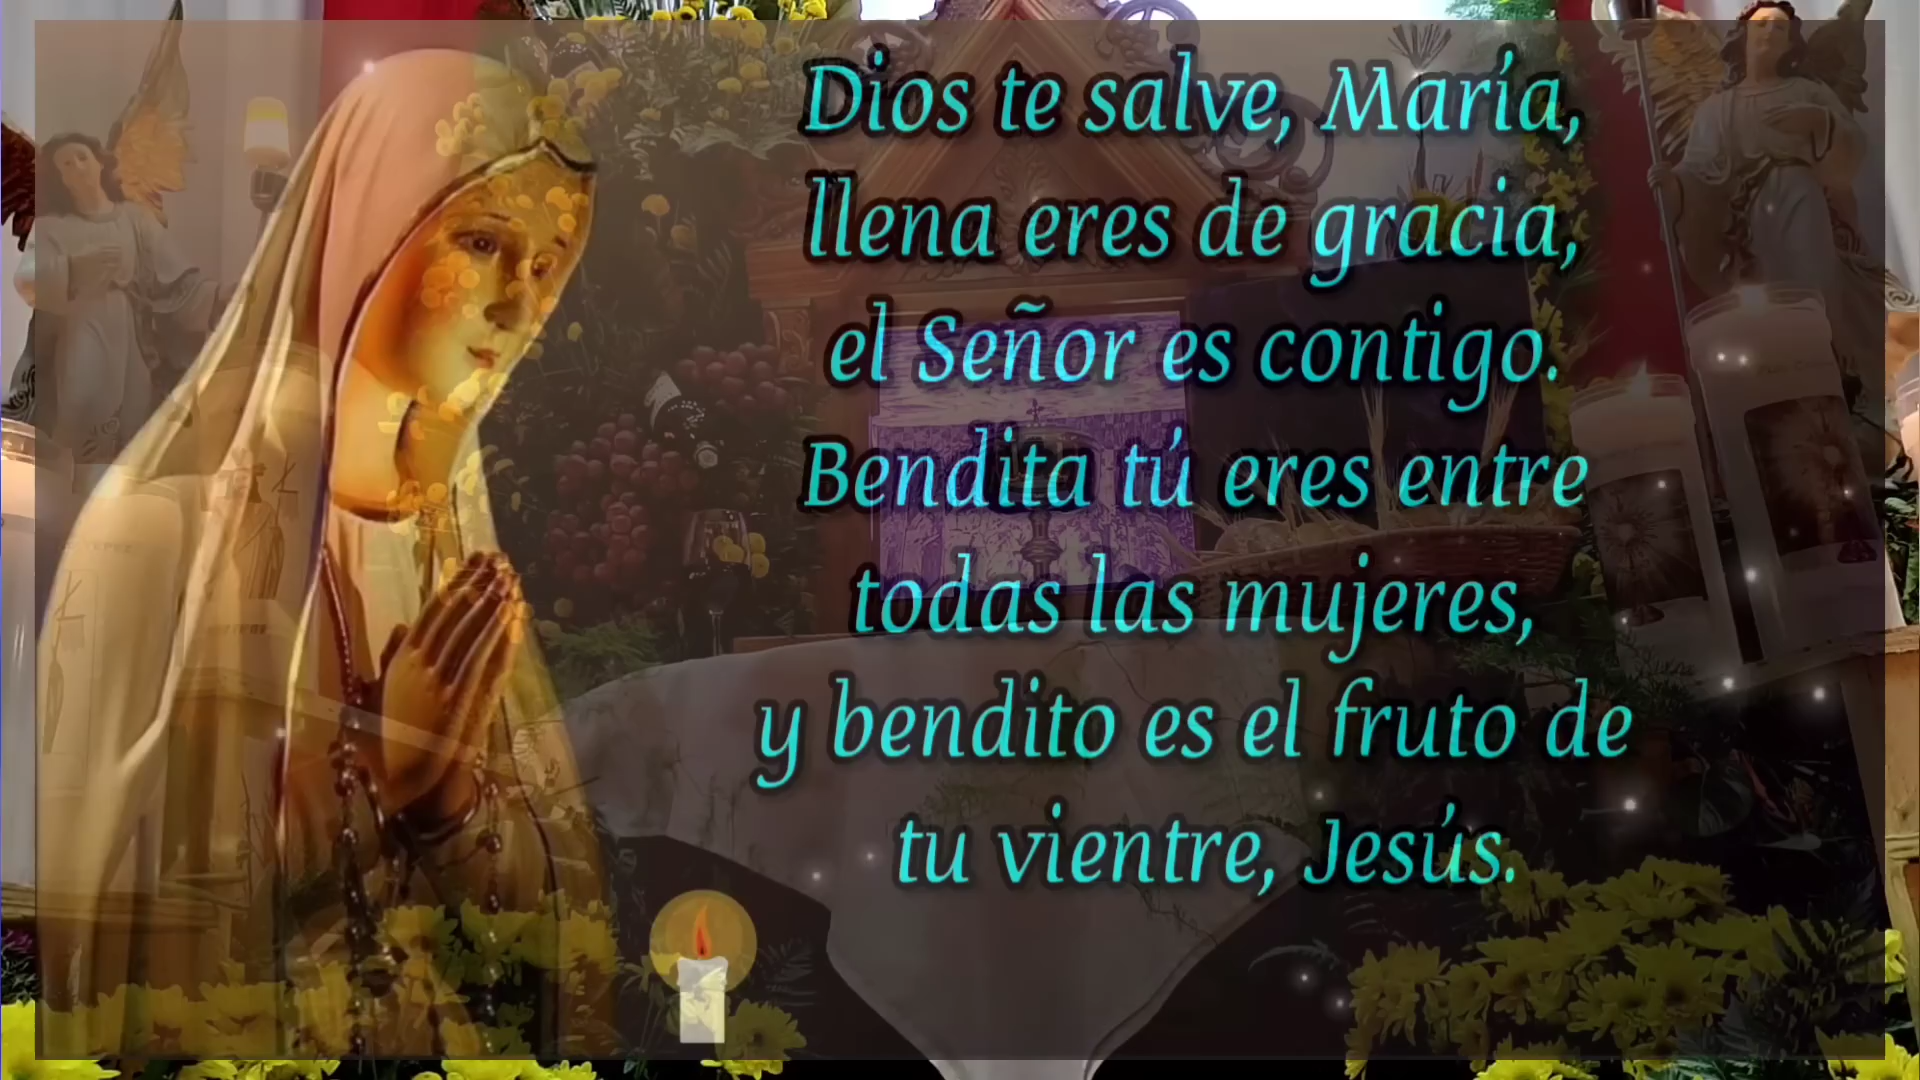 Dios te salve, María,
llena eres de gracia,
el Señor es contigo.
Bendita tú eres entre
todas las mujeres,
y bendito es el fruto de
tu vientre, Jesús.